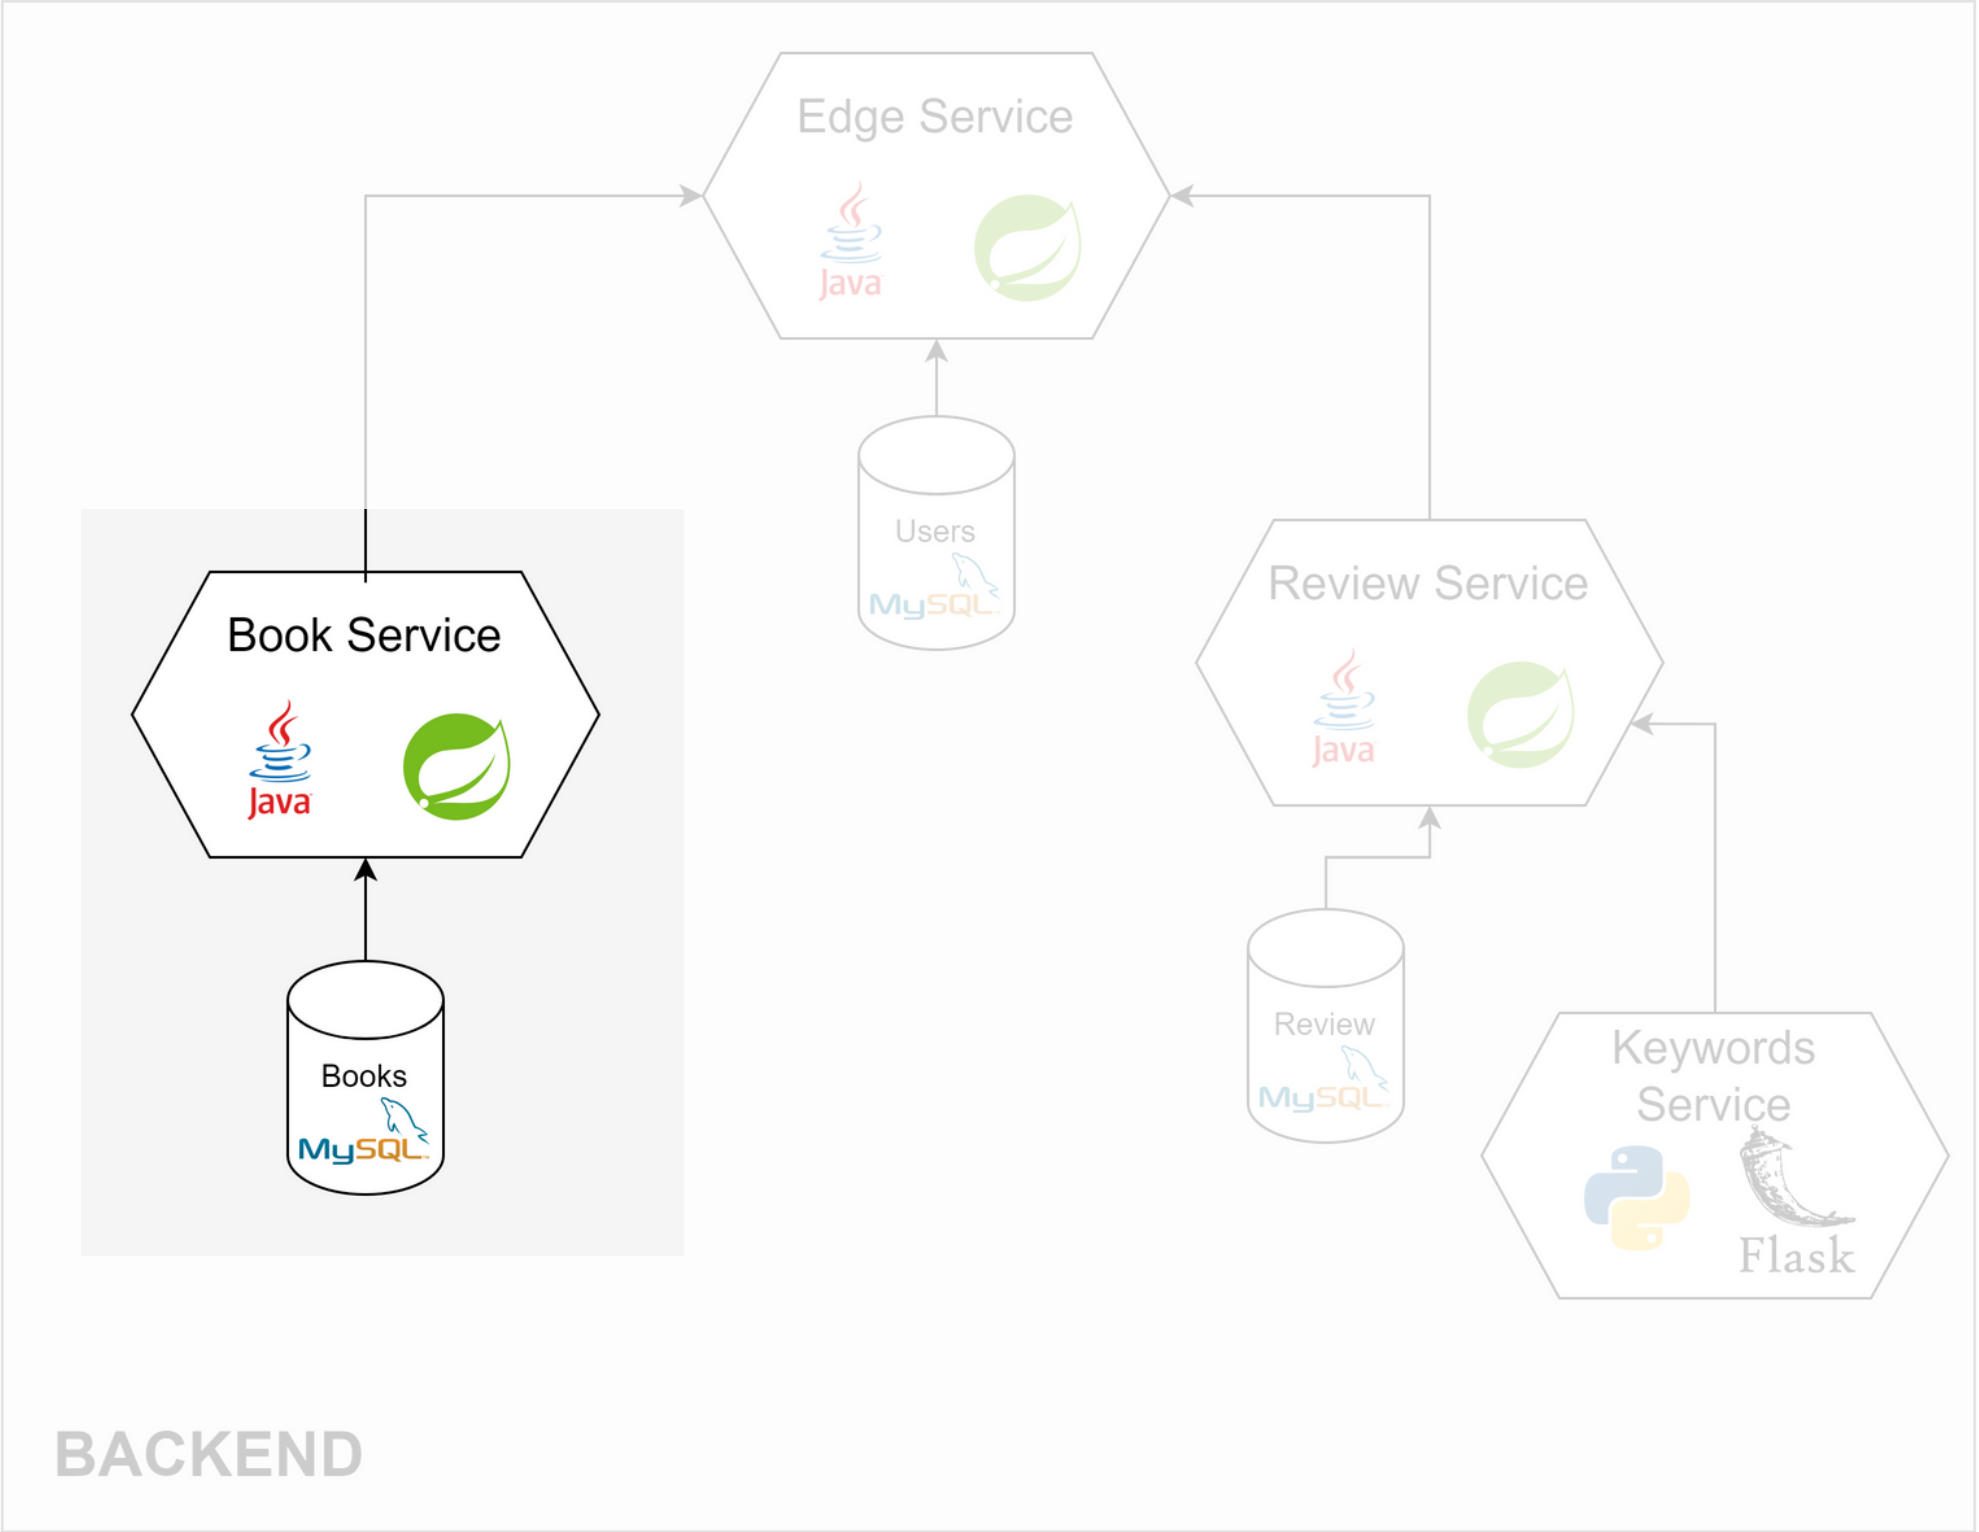 Edge Service
Java
Users
MySQL
Book Service
Java
Books
MySQL
Review Service
Java
Review
MySQL
Keywords
Service
Flask
BACKEND